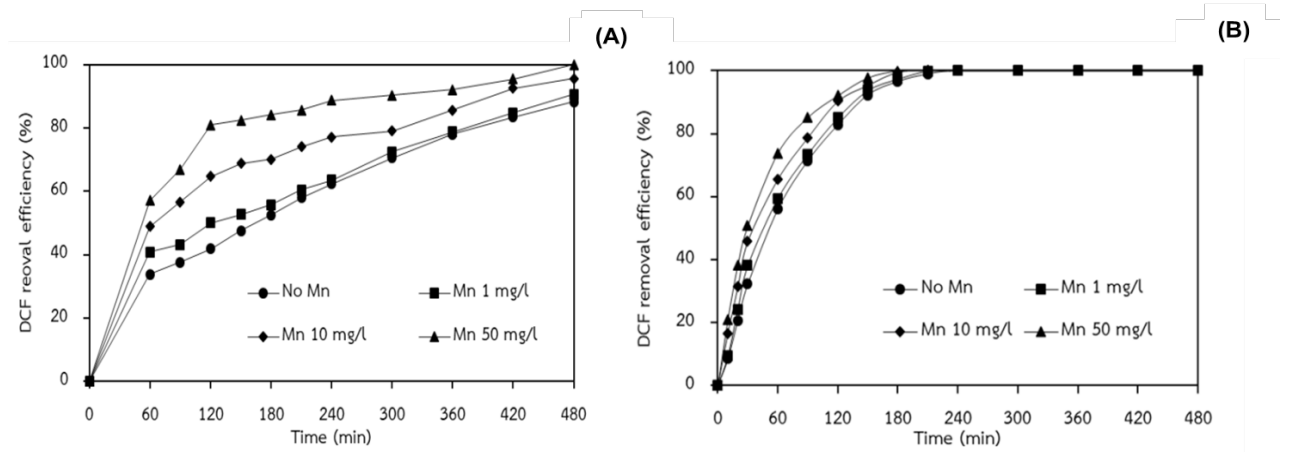 (A)
100
80
60
40
20
0
DCF reoval efficiency (%)
No Mn
Mn 1 mg/l
Mn 10 mg/l
Mn 50 mg/l
0 60 120 180 240 300 360 420 480
Time (min)
(B)
100
80
60
40
20
0
DCF removal efficiency (%)
No Mn
Mn 1 mg/l
Mn 10 mg/l
Mn 50 mg/l
0 60 120 180 240 300 360 420 480
Time (min)